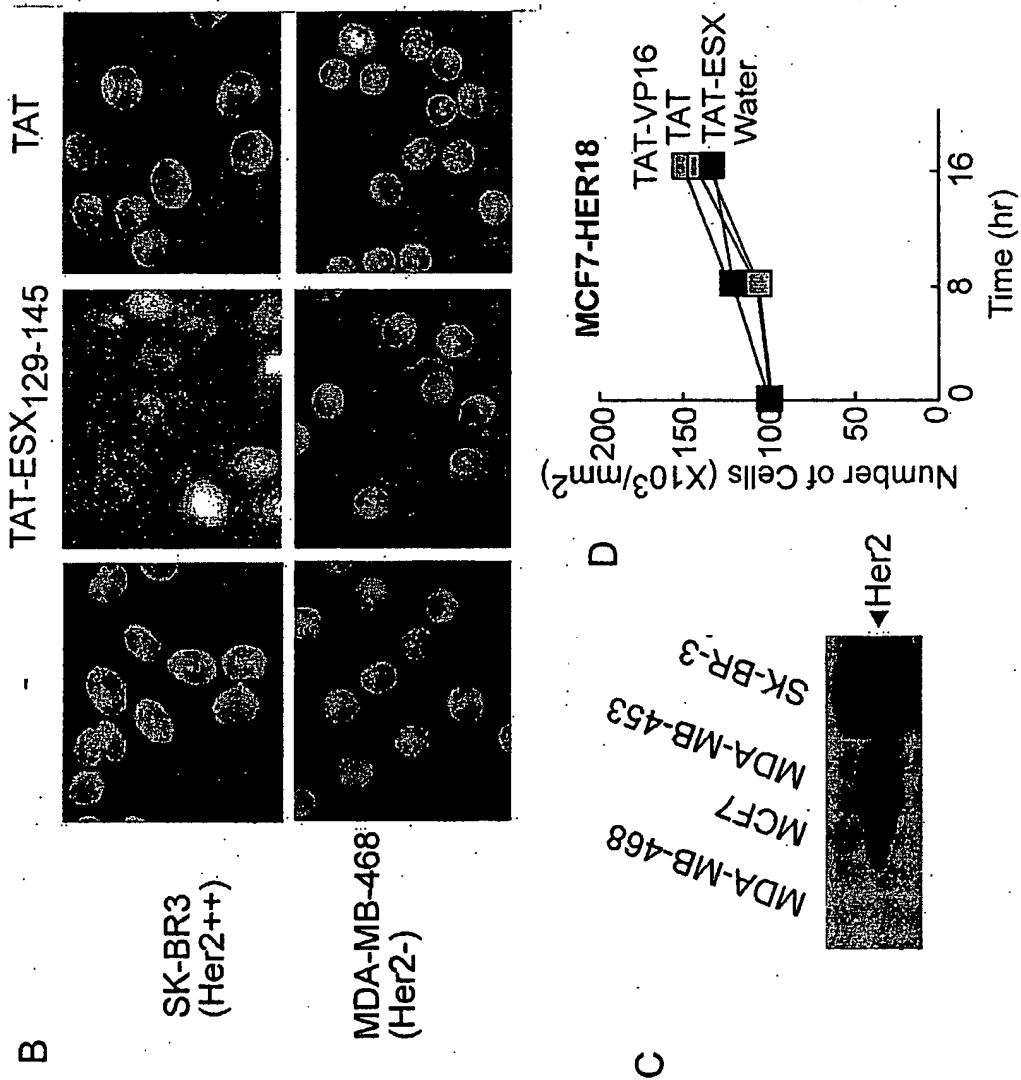 B
-
TAT-ESX129-145
TAT
SK-BR3
(Her2++)
MDA-MB-468
(Her2-)
C
MDA-MB-468
MCF7
MDA-MB-453
SK-BR-3
Her2
D
MCF7-HER18
Number of Cells (X10³/mm²)
200
150
100
50
0
0
8
16
Time (hr)
TAT-VP16
TAT
TAT-ESX
Water.